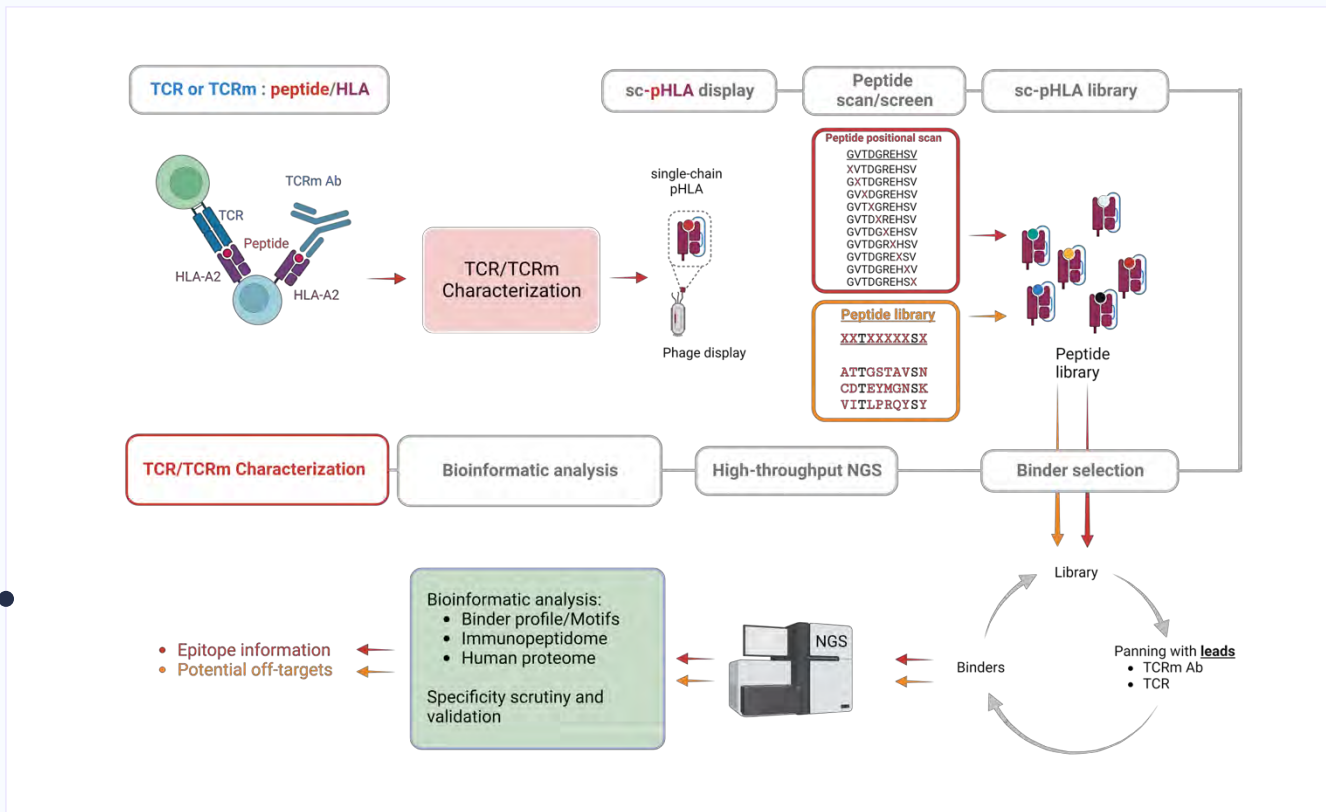 TCR or TCRm : peptide/HLA
sc-pHLA display
Peptide
scan/screen
sc-pHLA library
TCRm Ab
TCR
Peptide
HLA-A2
HLA-A2
TCR/TCRm
Characterization
single-chain
pHLA
Phage display
Peptide positional scan
GVTDGREHSV
XVTDGREHSV
GXTDGREHSV
GVXDGREHSV
GVTXGREHSV
GVTDXREHSV
GVTDGXEHSV
GVTDGRXHSV
GVTDGREXSV
GVTDGREHXV
GVTDGREHSX
Peptide library
XXTXXXXXSX
ATTGSTAVSN
CDTEYMGNSK
VITLPRQYSY
Peptide
library
TCR/TCRm Characterization
Bioinformatic analysis
High-throughput NGS
Binder selection
Library
Panning with leads
• TCRm Ab
• TCR
Binders
NGS
Bioinformatic analysis:
• Binder profile/Motifs
• Immunopeptidome
• Human proteome
Specificity scrutiny and
validation
• Epitope information
• Potential off-targets